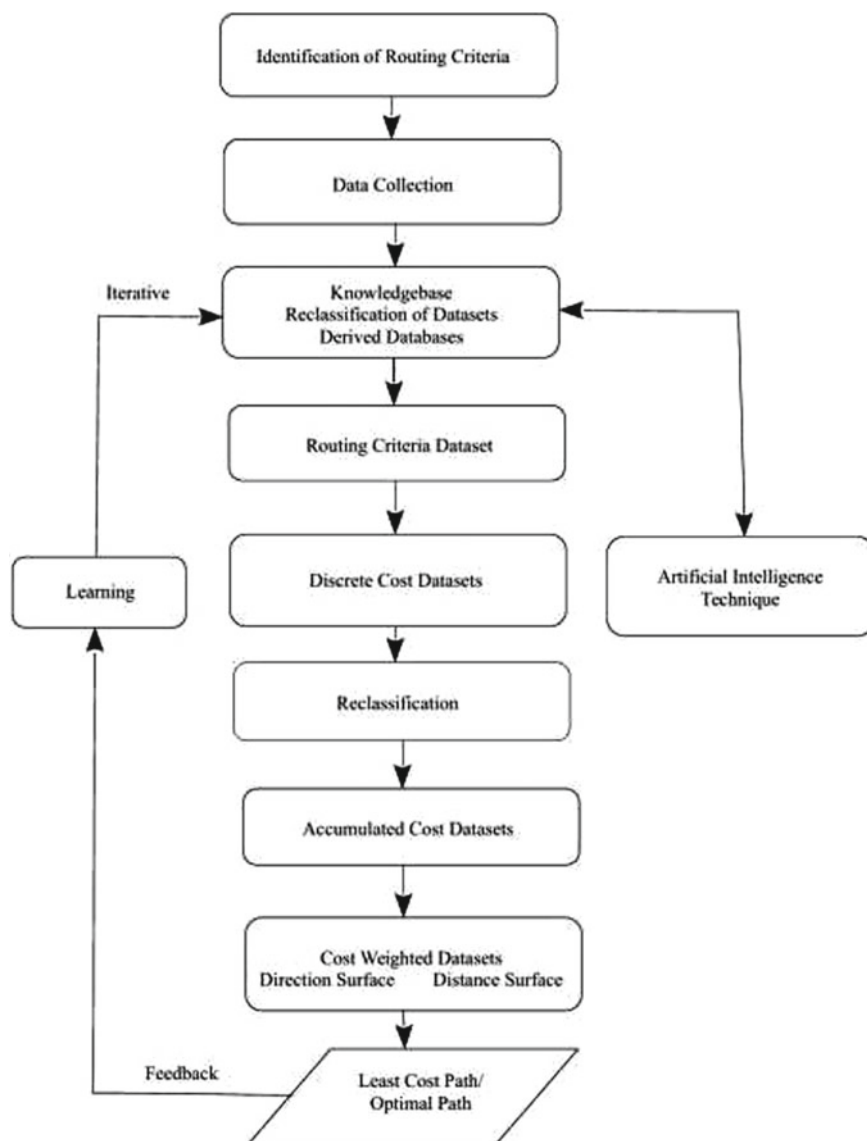 Identification of Routing Criteria
Data Collection
Iterative
Knowledgebase
Reclassification of Datasets
Derived Databases
Routing Criteria Dataset
Discrete Cost Datasets
Artificial Intelligence
Technique
Learning
Reclassification
Accumulated Cost Datasets
Cost Weighted Datasets
Direction Surface Distance Surface
Feedback
Least Cost Path/
Optimal Path